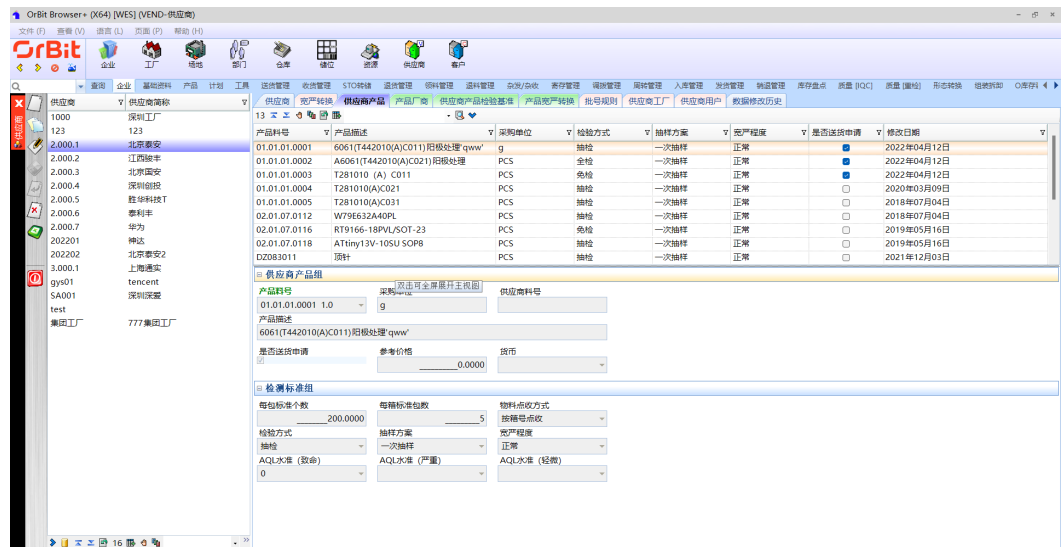 OrBit Browser+ (X64) [WES] (VEND-供应商)
文件 (F) 查看 (V) 语言 (L) 页面 (P) 帮助 (H)
OrBit
企业 工厂 场地 部门 仓库 储位 资源 供应商 客户
查询 企业 基础资料 产品 计划 工具 送货管理 收货管理 STO转储 退货管理 领料管理 退料管理 杂发/杂收 寄存管理 调拨管理 周转管理 入库管理 发货管理 销退管理 库存盘点 质量 [IQC] 质量 [重检] 形态转换 组装拆卸
供应商
供应商 供应商简称
1000 深圳工厂
123 123
2.000.1 北京泰安
2.000.2 江西骏丰
2.000.3 北京国安
2.000.4 深圳创投
2.000.5 胜华科技T
2.000.6 泰利丰
2.000.7 华为
202201 神达
202202 北京泰安2
3.000.1 上海通实
gys01 tencent
SA001 深圳深爱
test
集团工厂 777集团工厂
16
供应商 宽严转换 供应商产品 产品厂商 供应商产品检验基准 产品宽严转换 批号规则 供应商工厂 供应商用户 数据修改历史
13
产品料号 产品描述 采购单位 检验方式 抽样方案 宽严程度 是否送货申请 修改日期
01.01.01.0001 6061(T442010(A)C011)阳极处理'qww' g 抽检 一次抽样 正常 2022年04月12日
01.01.01.0002 A6061(T442010(A)C021)阳极处理 PCS 全检 一次抽样 正常 2022年04月12日
01.01.01.0003 T281010（A）C011 PCS 免检 一次抽样 正常 2022年04月12日
01.01.01.0004 T281010(A)C021 PCS 抽检 一次抽样 正常 2020年03月09日
01.01.01.0005 T281010(A)C031 PCS 抽检 一次抽样 正常 2018年07月04日
02.01.07.0112 W79E632A40PL PCS 抽检 一次抽样 正常 2018年07月04日
02.01.07.0116 RT9166-18PVL/SOT-23 PCS 免检 一次抽样 正常 2019年05月16日
02.01.07.0118 ATtiny13V-10SU SOP8 PCS 抽检 一次抽样 正常 2019年05月16日
DZ083011 顶针 PCS 抽检 一次抽样 正常 2021年12月03日
供应商产品组
双击可全屏展开主视图
产品料号 供应商料号
01.01.01.0001 1.0 g
产品描述
6061(T442010(A)C011)阳极处理'qww'
是否送货申请 参考价格 货币
0.0000
检测标准组
每包标准个数 每箱标准包数 物料点收方式
200.0000 5 按箱号点收
检验方式 抽样方案 宽严程度
抽检 一次抽样 正常
AQL水准（致命） AQL水准（严重） AQL水准（轻微）
0